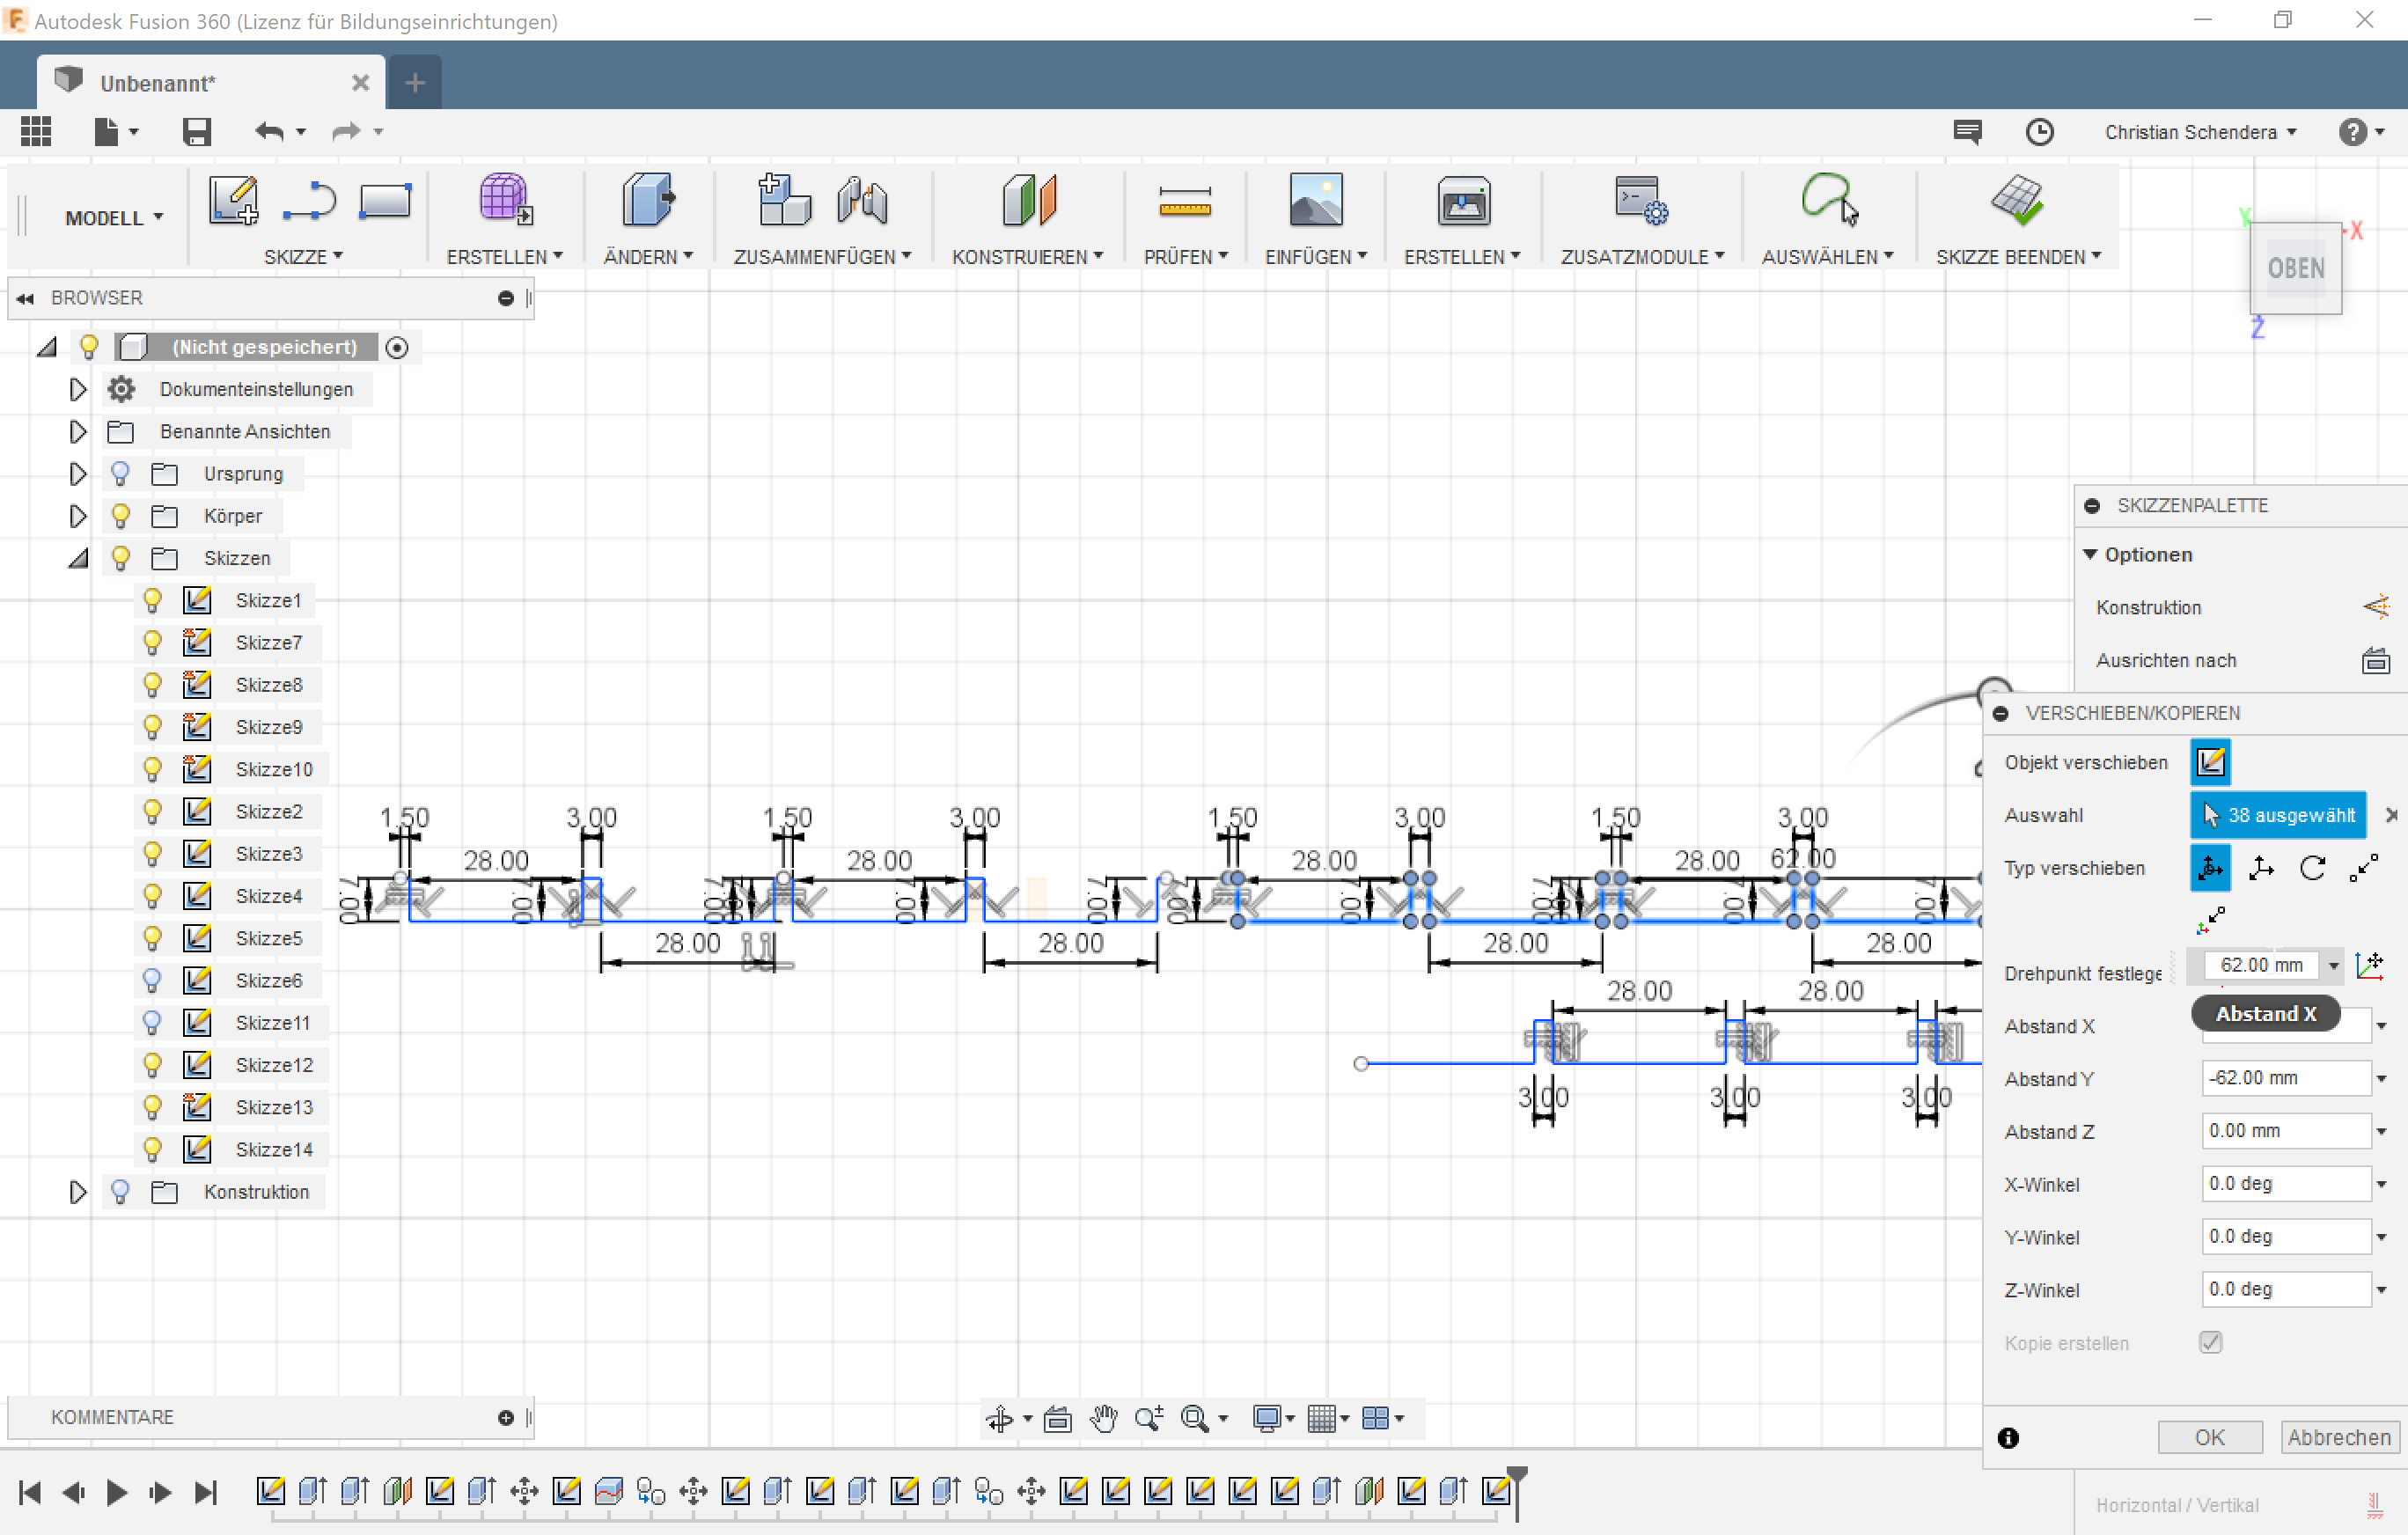 Autodesk Fusion 360 (Lizenz für Bildungseinrichtungen)
Unbenannt*
Christian Schendera
MODELL
SKIZZE
ERSTELLEN
ÄNDERN
ZUSAMMENFÜGEN
KONSTRUIEREN
PRÜFEN
EINFÜGEN
ERSTELLEN
ZUSATZMODULE
AUSWÄHLEN
SKIZZE BEENDEN
Y
X
OBEN
Z
BROWSER
(Nicht gespeichert)
Dokumenteinstellungen
Benannte Ansichten
Ursprung
Körper
Skizzen
Skizze1
Skizze7
Skizze8
Skizze9
Skizze10
Skizze2
Skizze3
Skizze4
Skizze5
Skizze6
Skizze11
Skizze12
Skizze13
Skizze14
Konstruktion
1.50 3.00 1.50 3.00 1.50 3.00 1.50 3.00
28.00 28.00 28.00 28.00 62.00
28.00 28.00 28.00 28.00
28.00 28.00
3.00 3.00 3.00
SKIZZENPALETTE
Optionen
Konstruktion
Ausrichten nach
VERSCHIEBEN/KOPIEREN
Objekt verschieben
Auswahl 38 ausgewählt
Typ verschieben
Drehpunkt festlege 62.00 mm
Abstand X
Abstand X
Abstand Y -62.00 mm
Abstand Z 0.00 mm
X-Winkel 0.0 deg
Y-Winkel 0.0 deg
Z-Winkel 0.0 deg
Kopie erstellen
OK Abbrechen
KOMMENTARE
Horizontal / Vertikal